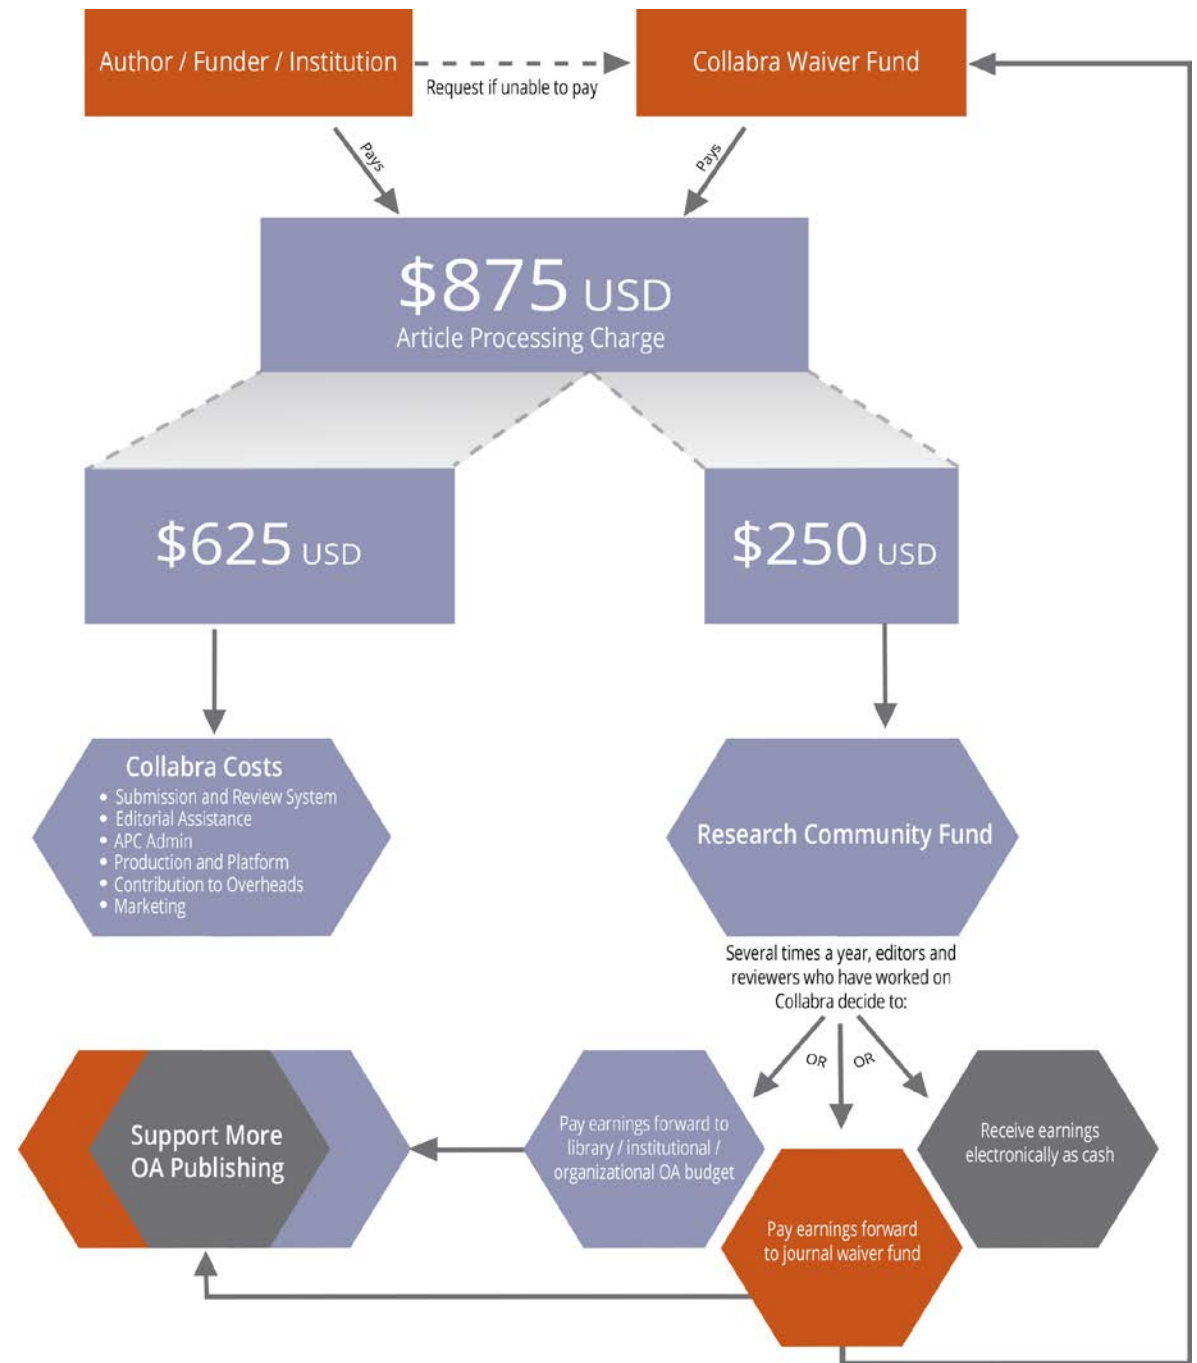 Author / Funder / Institution
Request if unable to pay
Collabra Waiver Fund
Pays
Pays
$875 USD
Article Processing Charge
$625 USD
$250 USD
Collabra Costs
• Submission and Review System
• Editorial Assistance
• APC Admin
• Production and Platform
• Contribution to Overheads
• Marketing
Research Community Fund
Several times a year, editors and
reviewers who have worked on
Collabra decide to:
OR
OR
Support More
OA Publishing
Pay earnings forward to
library / institutional /
organizational OA budget
Pay earnings forward
to journal waiver fund
Receive earnings
electronically as cash